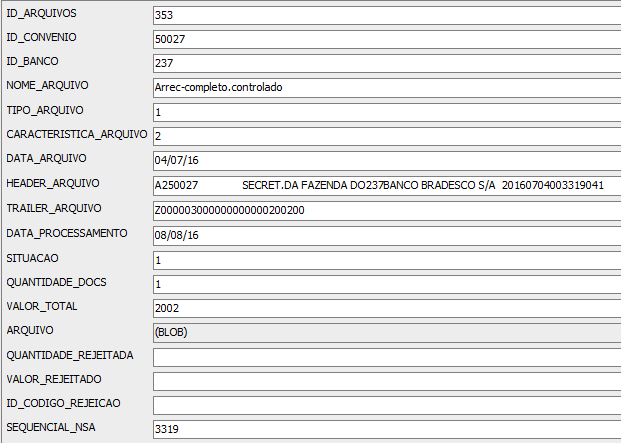 ID_ARQUIVOS 353
ID_CONVENIO 50027
ID_BANCO 237
NOME_ARQUIVO Arrec-completo.controlado
TIPO_ARQUIVO 1
CARACTERISTICA_ARQUIVO 2
DATA_ARQUIVO 04/07/16
HEADER_ARQUIVO A250027 SECRET.DA FAZENDA DO237BANCO BRADESCO S/A 20160704003319041
TRAILER_ARQUIVO Z00000300000000000200200
DATA_PROCESSAMENTO 08/08/16
SITUACAO 1
QUANTIDADE_DOCS 1
VALOR_TOTAL 2002
ARQUIVO (BLOB)
QUANTIDADE_REJEITADA
VALOR_REJEITADO
ID_CODIGO_REJEICAO
SEQUENCIAL_NSA 3319